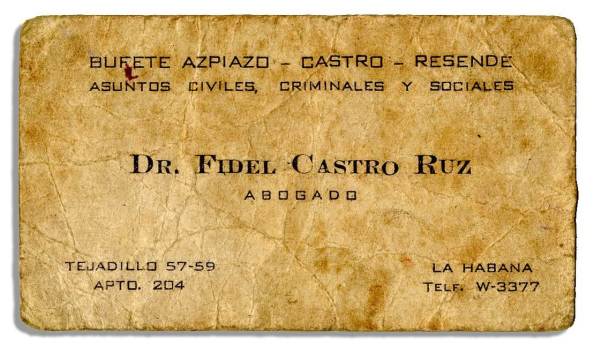 BUFETE AZPIAZO - CASTRO - RESENDE
ASUNTOS CIVILES, CRIMINALES Y SOCIALES
DR. FIDEL CASTRO RUZ
ABOGADO
TEJADILLO 57-59
APTO. 204
LA HABANA
TELF. W-3377